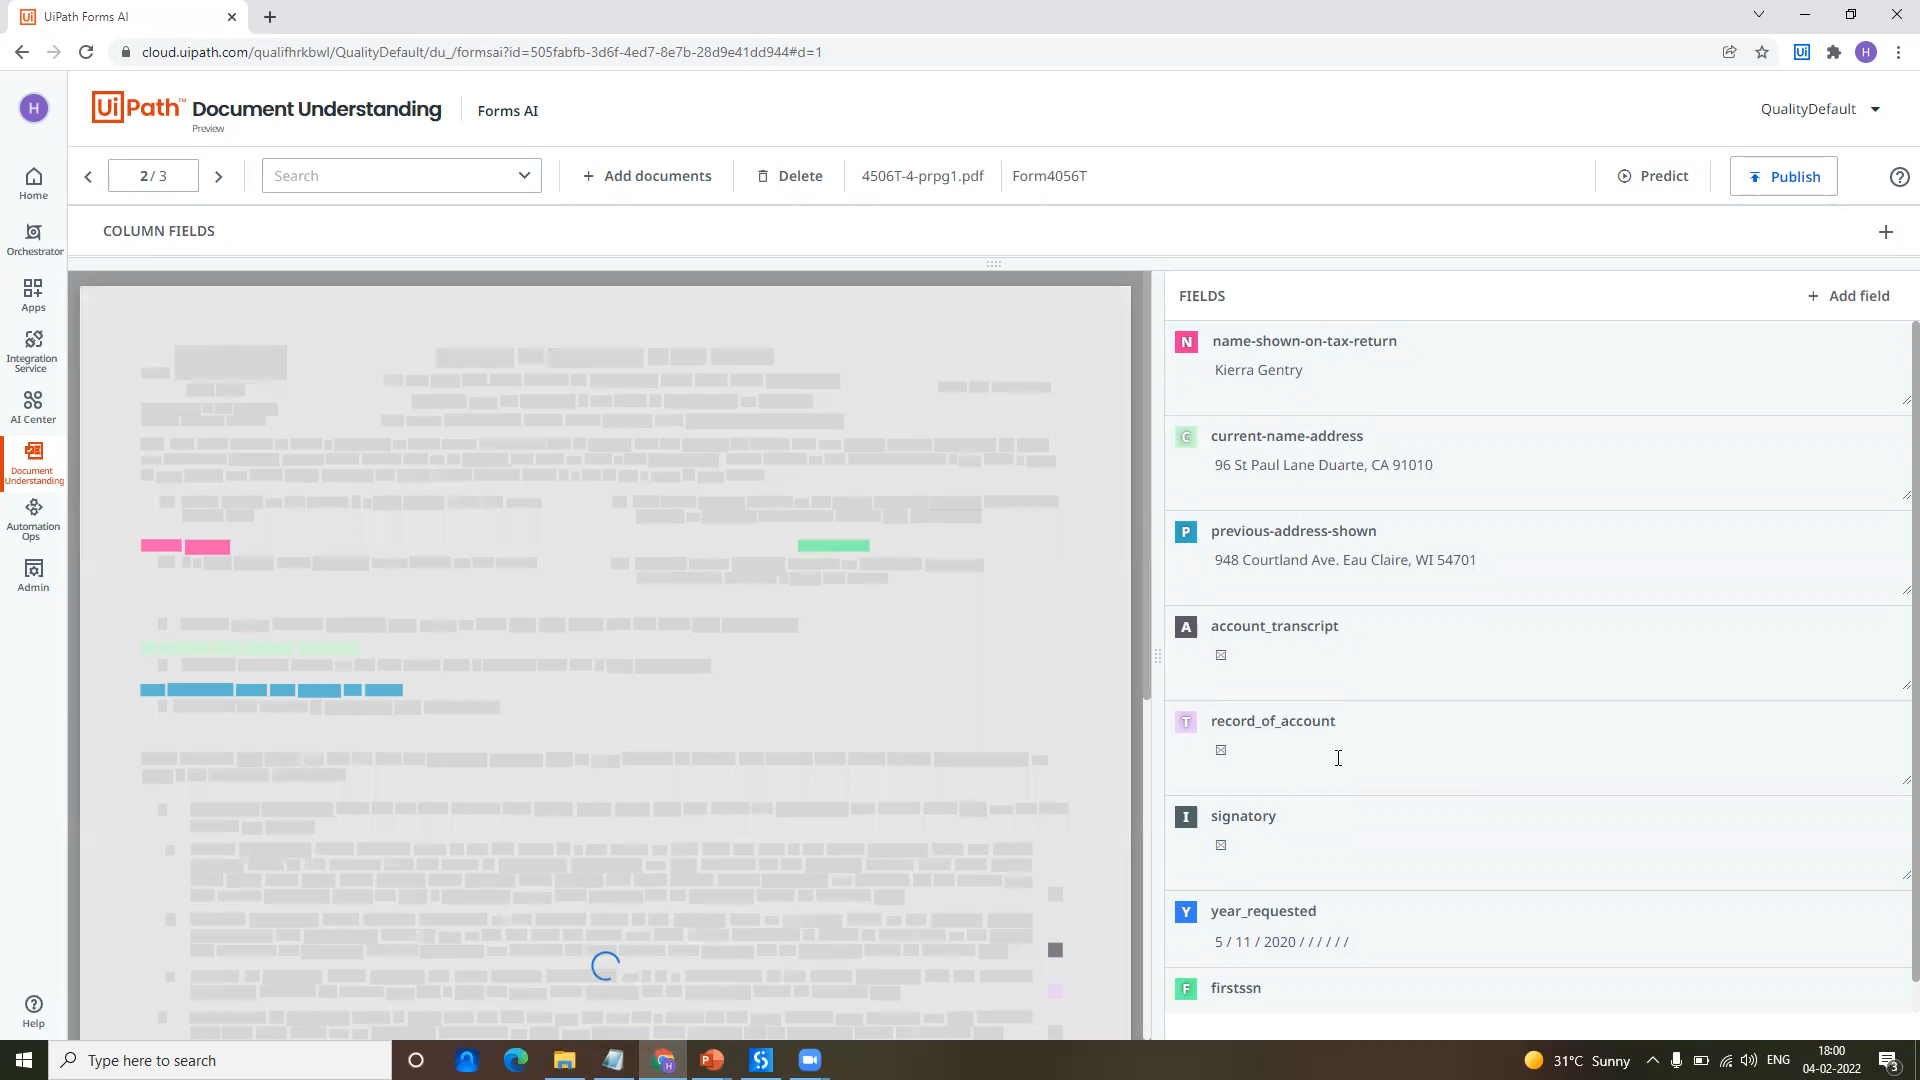 UiPath Forms AI
cloud.uipath.com/qualifhrkbwl/QualityDefault/du_/formsai?id=505fabfb-3d6f-4ed7-8e7b-28d9e41dd944#d=1
Ui
H
H
UiPath™ Document Understanding
Preview
Forms AI
QualityDefault
2 / 3
Search
+ Add documents
Delete
4506T-4-prpg1.pdf
Form4056T
Predict
Publish
Home
Orchestrator
Apps
Integration
Service
AI Center
Document
Understanding
Automation
Ops
Admin
Help
COLUMN FIELDS
FIELDS
+ Add field
N name-shown-on-tax-return
Kierra Gentry
C current-name-address
96 St Paul Lane Duarte, CA 91010
P previous-address-shown
948 Courtland Ave. Eau Claire, WI 54701
A account_transcript
☒
T record_of_account
☒
I signatory
☒
Y year_requested
5 / 11 / 2020 / / / / / /
F firstssn
Type here to search
31°C Sunny
ENG
18:00
04-02-2022
3